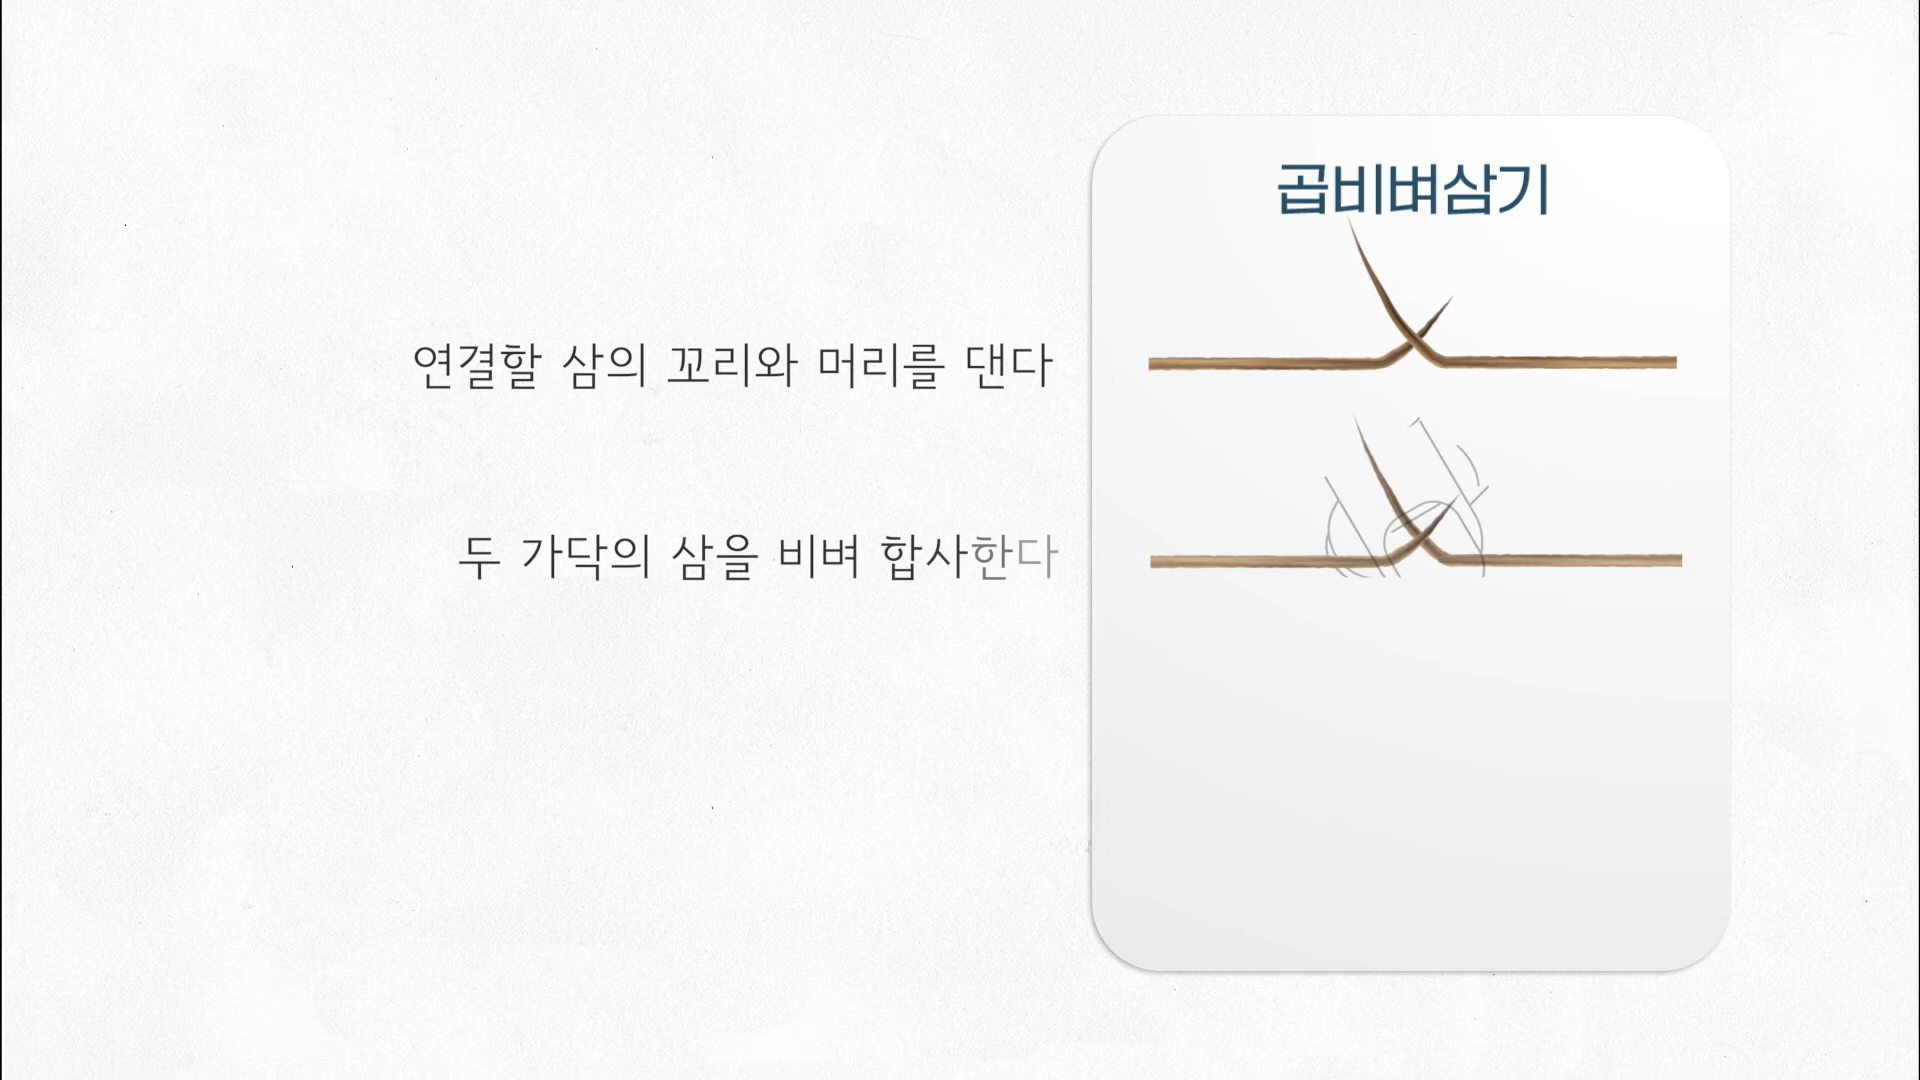 곱비벼삼기
연결할 삼의 꼬리와 머리를 댄다
두 가닥의 삼을 비벼 합사한다